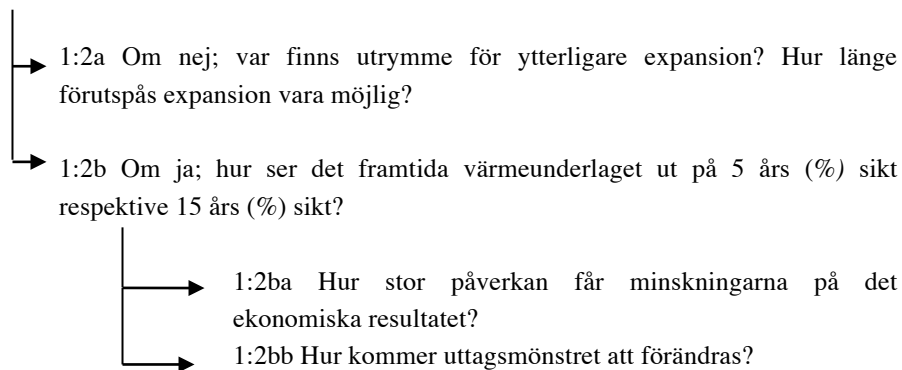 1:2a Om nej; var finns utrymme för ytterligare expansion? Hur länge
förutspås expansion vara möjlig?
1:2b Om ja; hur ser det framtida värmeunderlaget ut på 5 års (%) sikt
respektive 15 års (%) sikt?
1:2ba Hur stor påverkan får minskningarna på det
ekonomiska resultatet?
1:2bb Hur kommer uttagsmönstret att förändras?